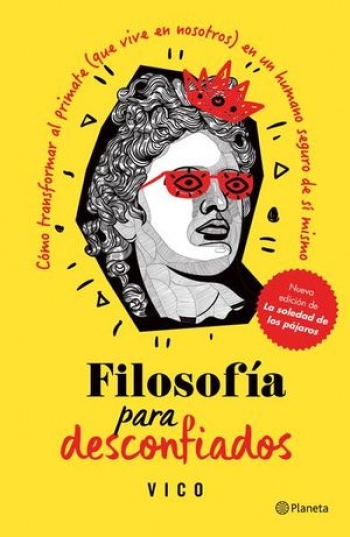 Cómo transformar al primate (que vive en nosotros) en un humano seguro de sí mismo
Nueva
edición de
La soledad de
los pájaros
Filosofía
para
desconfiados
VICO
Planeta